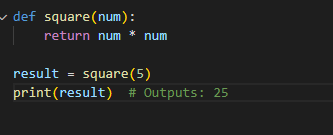 def square(num):
    return num * num

result = square(5)
print(result)  # Outputs: 25